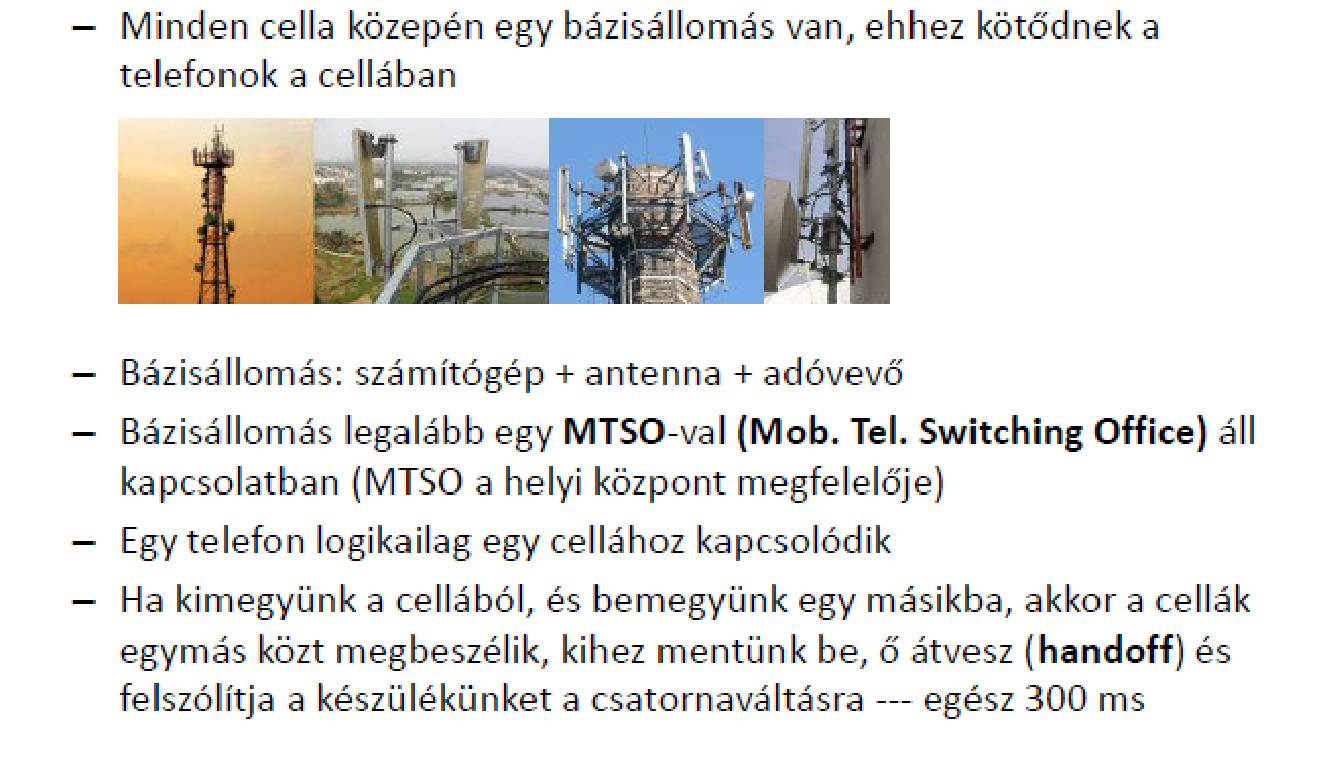 – Minden cella közepén egy bázisállomás van, ehhez kötődnek a
telefonok a cellában
– Bázisállomás: számítógép + antenna + adóvevő
– Bázisállomás legalább egy MTSO-val (Mob. Tel. Switching Office) áll
kapcsolatban (MTSO a helyi központ megfelelője)
– Egy telefon logikailag egy cellához kapcsolódik
– Ha kimegyünk a cellából, és bemegyünk egy másikba, akkor a cellák
egymás közt megbeszélik, kihez mentünk be, ő átvesz (handoff) és
felszólítja a készülékünket a csatornaváltásra --- egész 300 ms